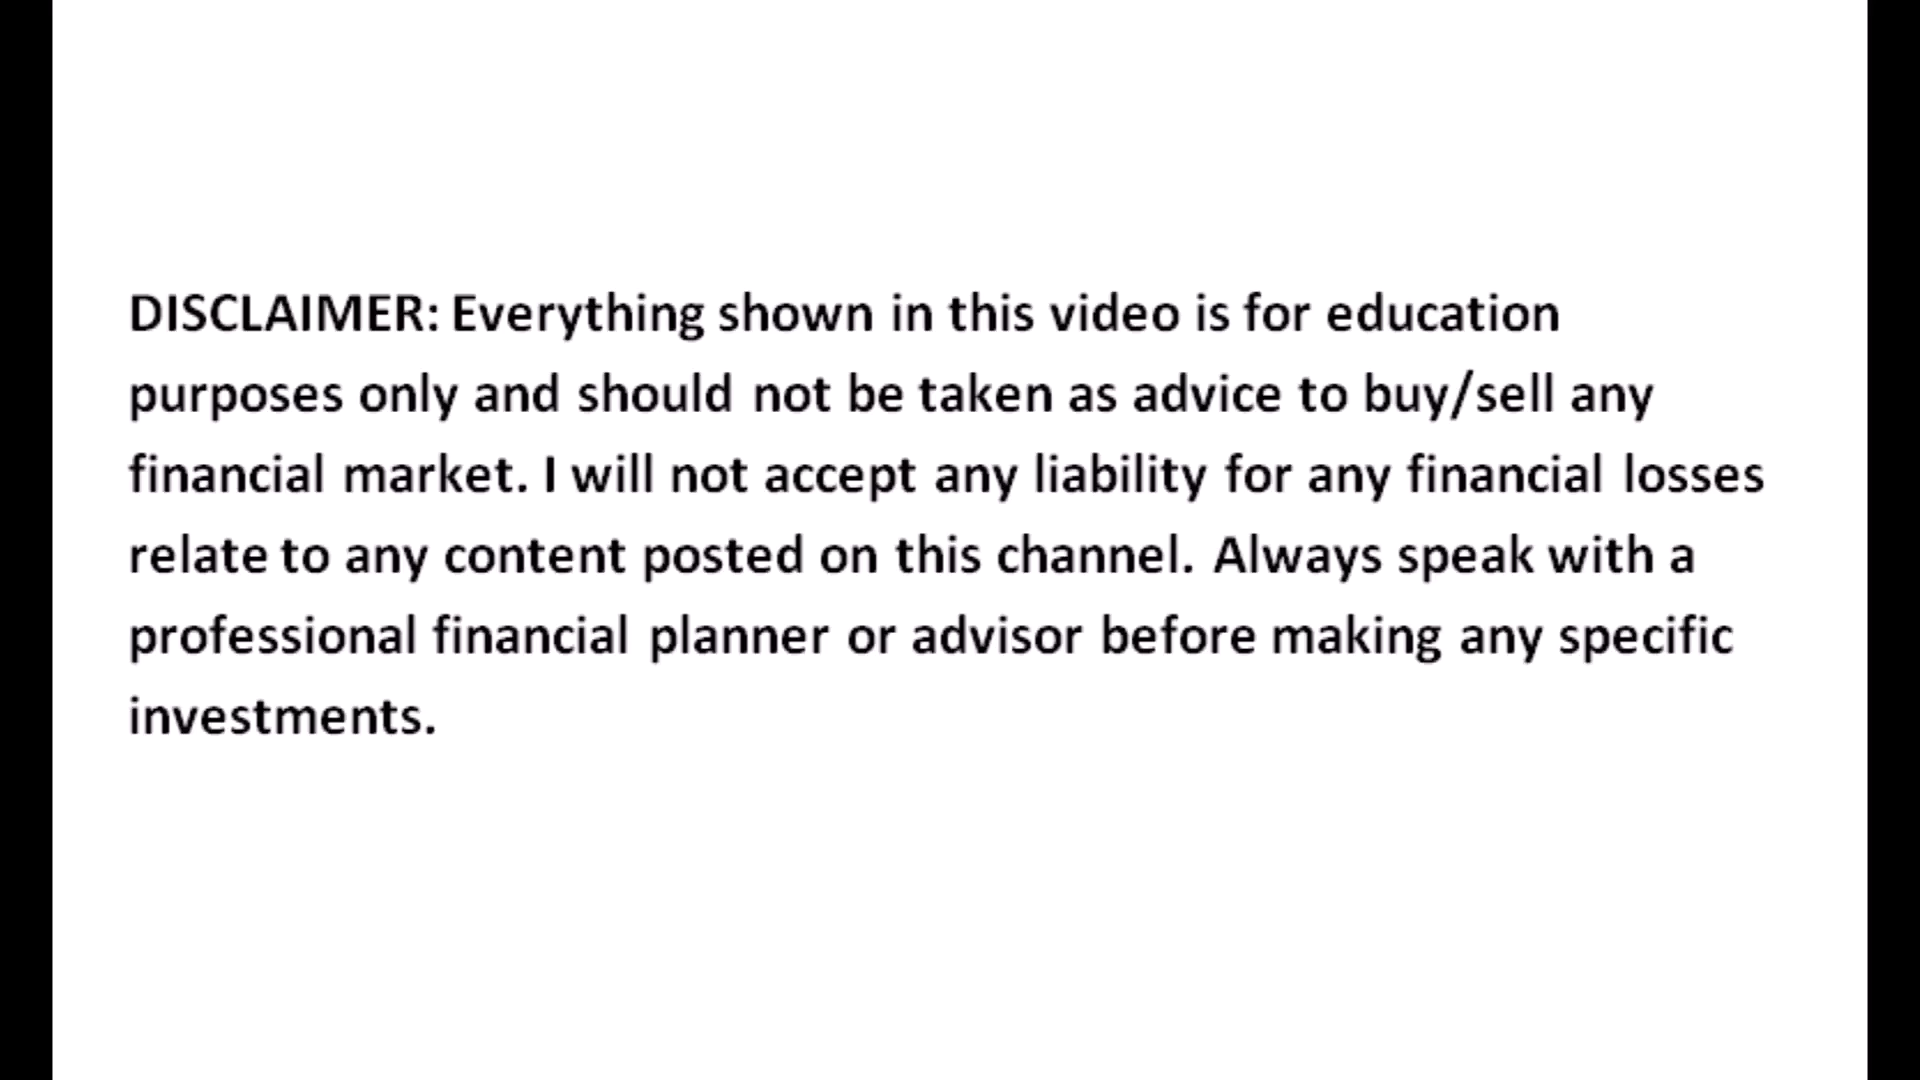 DISCLAIMER: Everything shown in this video is for education
purposes only and should not be taken as advice to buy/sell any
financial market. I will not accept any liability for any financial losses
relate to any content posted on this channel. Always speak with a
professional financial planner or advisor before making any specific
investments.